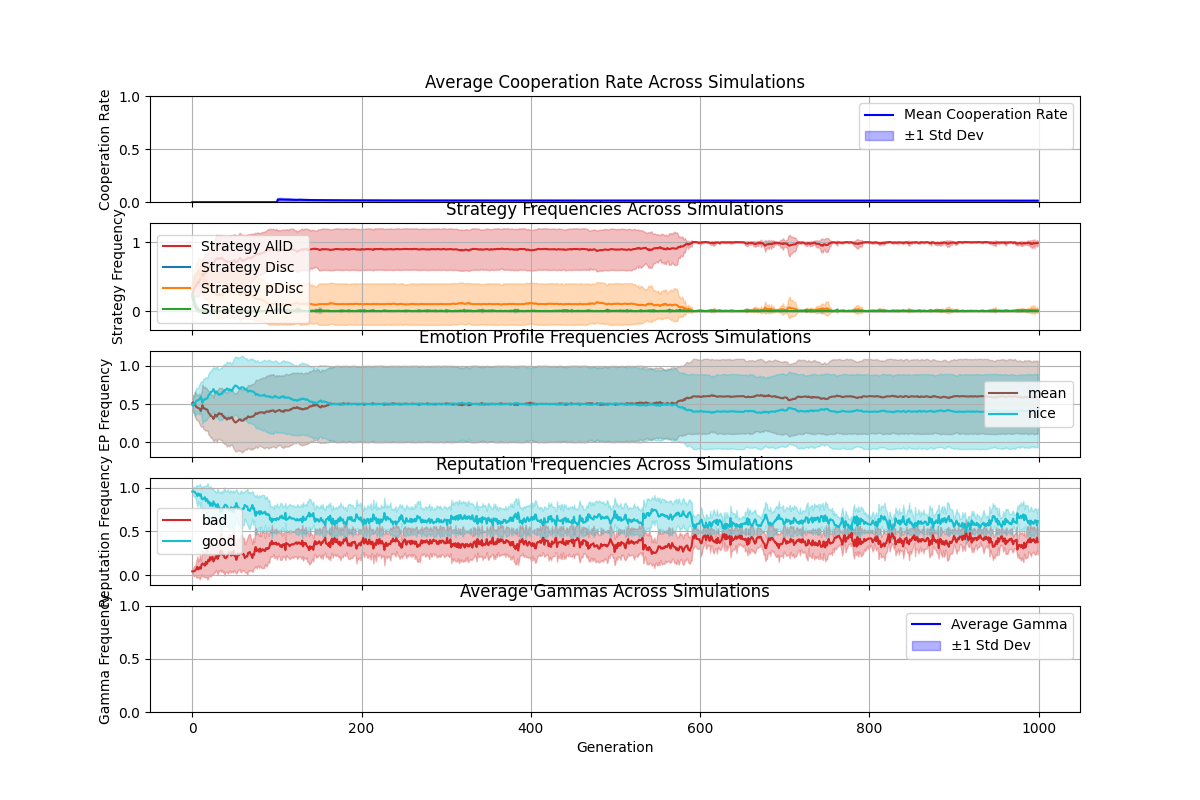 Average Cooperation Rate Across Simulations
Cooperation Rate
1.0
0.5
0.0
Mean Cooperation Rate
±1 Std Dev
Strategy Frequencies Across Simulations
Strategy Frequency
1
0
Strategy AllD
Strategy Disc
Strategy pDisc
Strategy AllC
Emotion Profile Frequencies Across Simulations
EP Frequency
1.0
0.5
0.0
mean
nice
Reputation Frequencies Across Simulations
Reputation Frequency
1.0
0.5
0.0
bad
good
Average Gammas Across Simulations
Gamma Frequency
1.0
0.5
0.0
Average Gamma
±1 Std Dev
0 200 400 600 800 1000
Generation